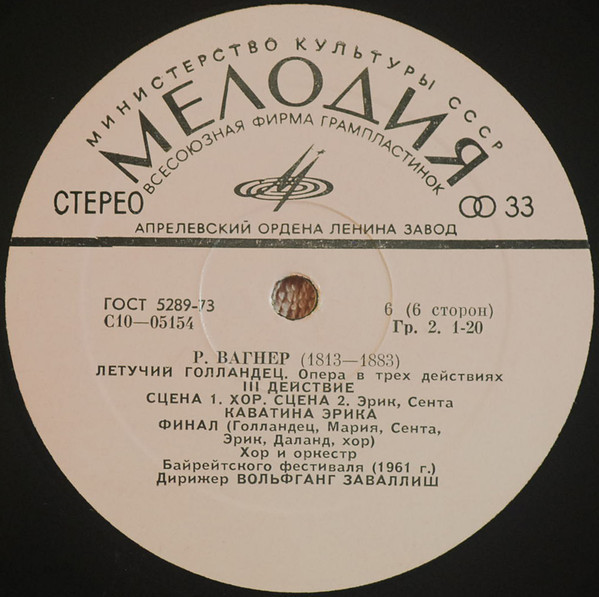 МИНИСТЕРСТВО КУЛЬТУРЫ СССР
МЕЛОДИЯ
ВСЕСОЮЗНАЯ ФИРМА ГРАМПЛАСТИНОК
СТЕРЕО 33
АПРЕЛЕВСКИЙ ОРДЕНА ЛЕНИНА ЗАВОД
ГОСТ 5289-73 6 (6 сторон)
С10—05154 Гр. 2. 1-20
Р. ВАГНЕР (1813—1883)
ЛЕТУЧИЙ ГОЛЛАНДЕЦ. Опера в трех действиях
III ДЕЙСТВИЕ
СЦЕНА 1. ХОР. СЦЕНА 2. Эрик, Сента
КАВАТИНА ЭРИКА
ФИНАЛ (Голландец, Мария, Сента,
Эрик, Даланд, хор)
Хор и оркестр
Байрейтского фестиваля (1961 г.)
Дирижер ВОЛЬФГАНГ ЗАВАЛЛИШ